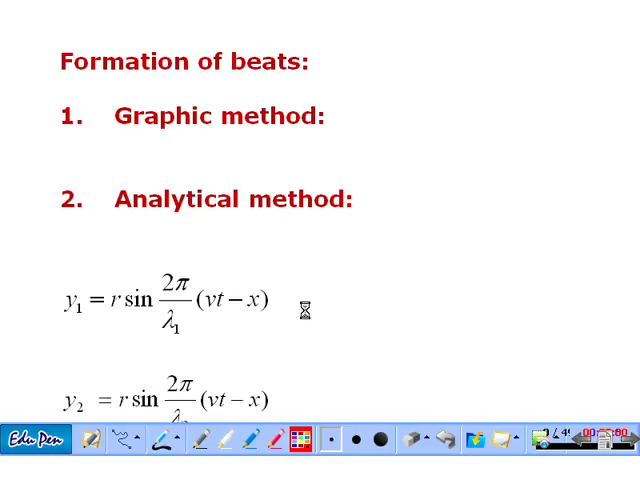 Formation of beats:
1. Graphic method:
2. Analytical method:
y₁ = r sin 2π/λ₁ (vt − x)
y₂ = r sin 2π/λ (vt − x)
Edu Pen
/ 49